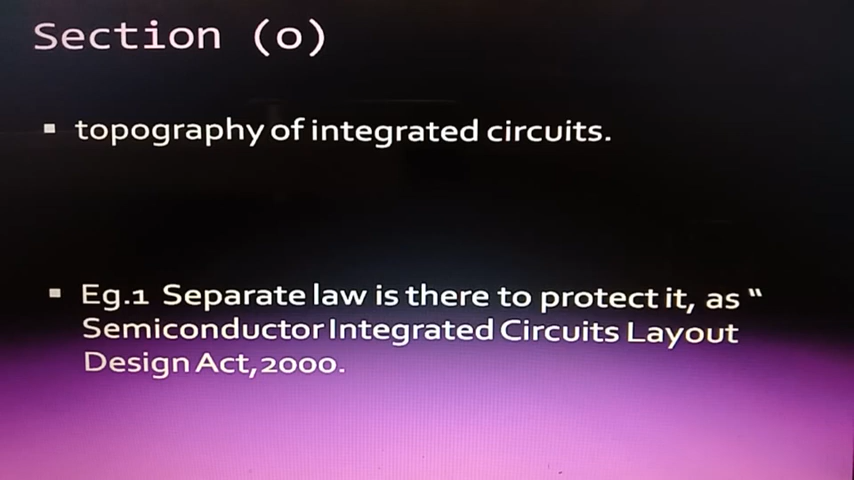 Section (o)
topography of integrated circuits.
Eg.1 Separate law is there to protect it, as “
Semiconductor Integrated Circuits Layout
Design Act,2000.